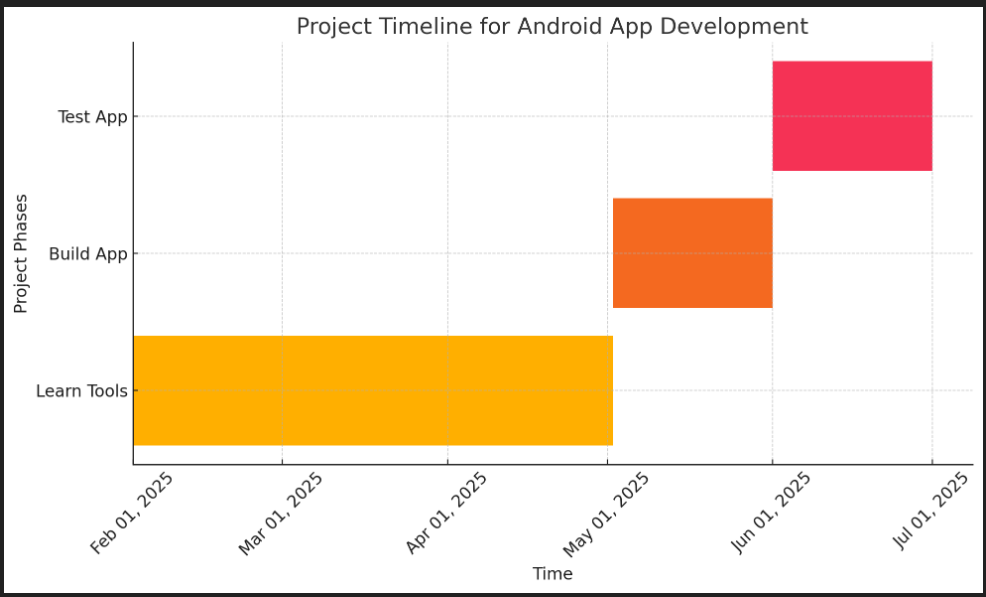 Project Timeline for Android App Development
Project Phases
Test App
Build App
Learn Tools
Feb 01, 2025
Mar 01, 2025
Apr 01, 2025
May 01, 2025
Jun 01, 2025
Jul 01, 2025
Time